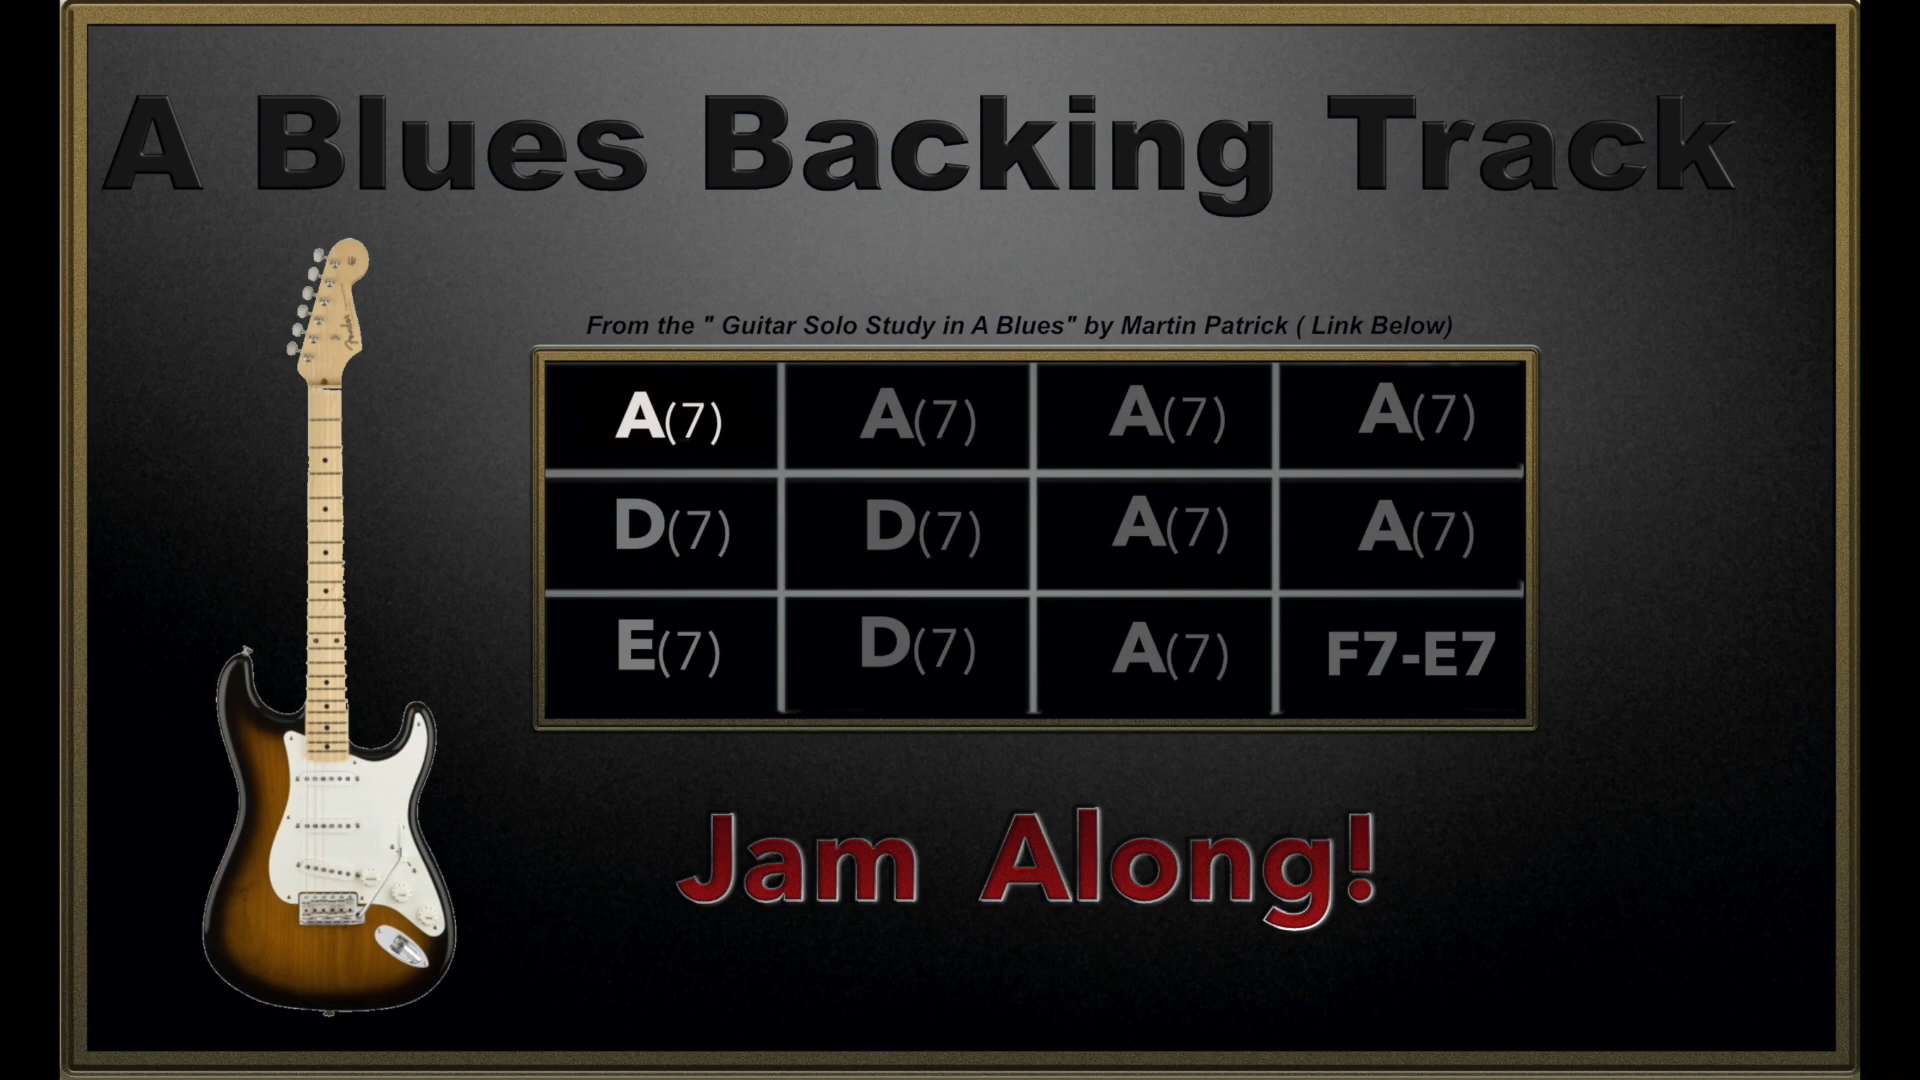 A Blues Backing Track
Fender
From the " Guitar Solo Study in A Blues" by Martin Patrick ( Link Below)
A(7) A(7) A(7) A(7)
D(7) D(7) A(7) A(7)
E(7) D(7) A(7) F7-E7
Jam Along!